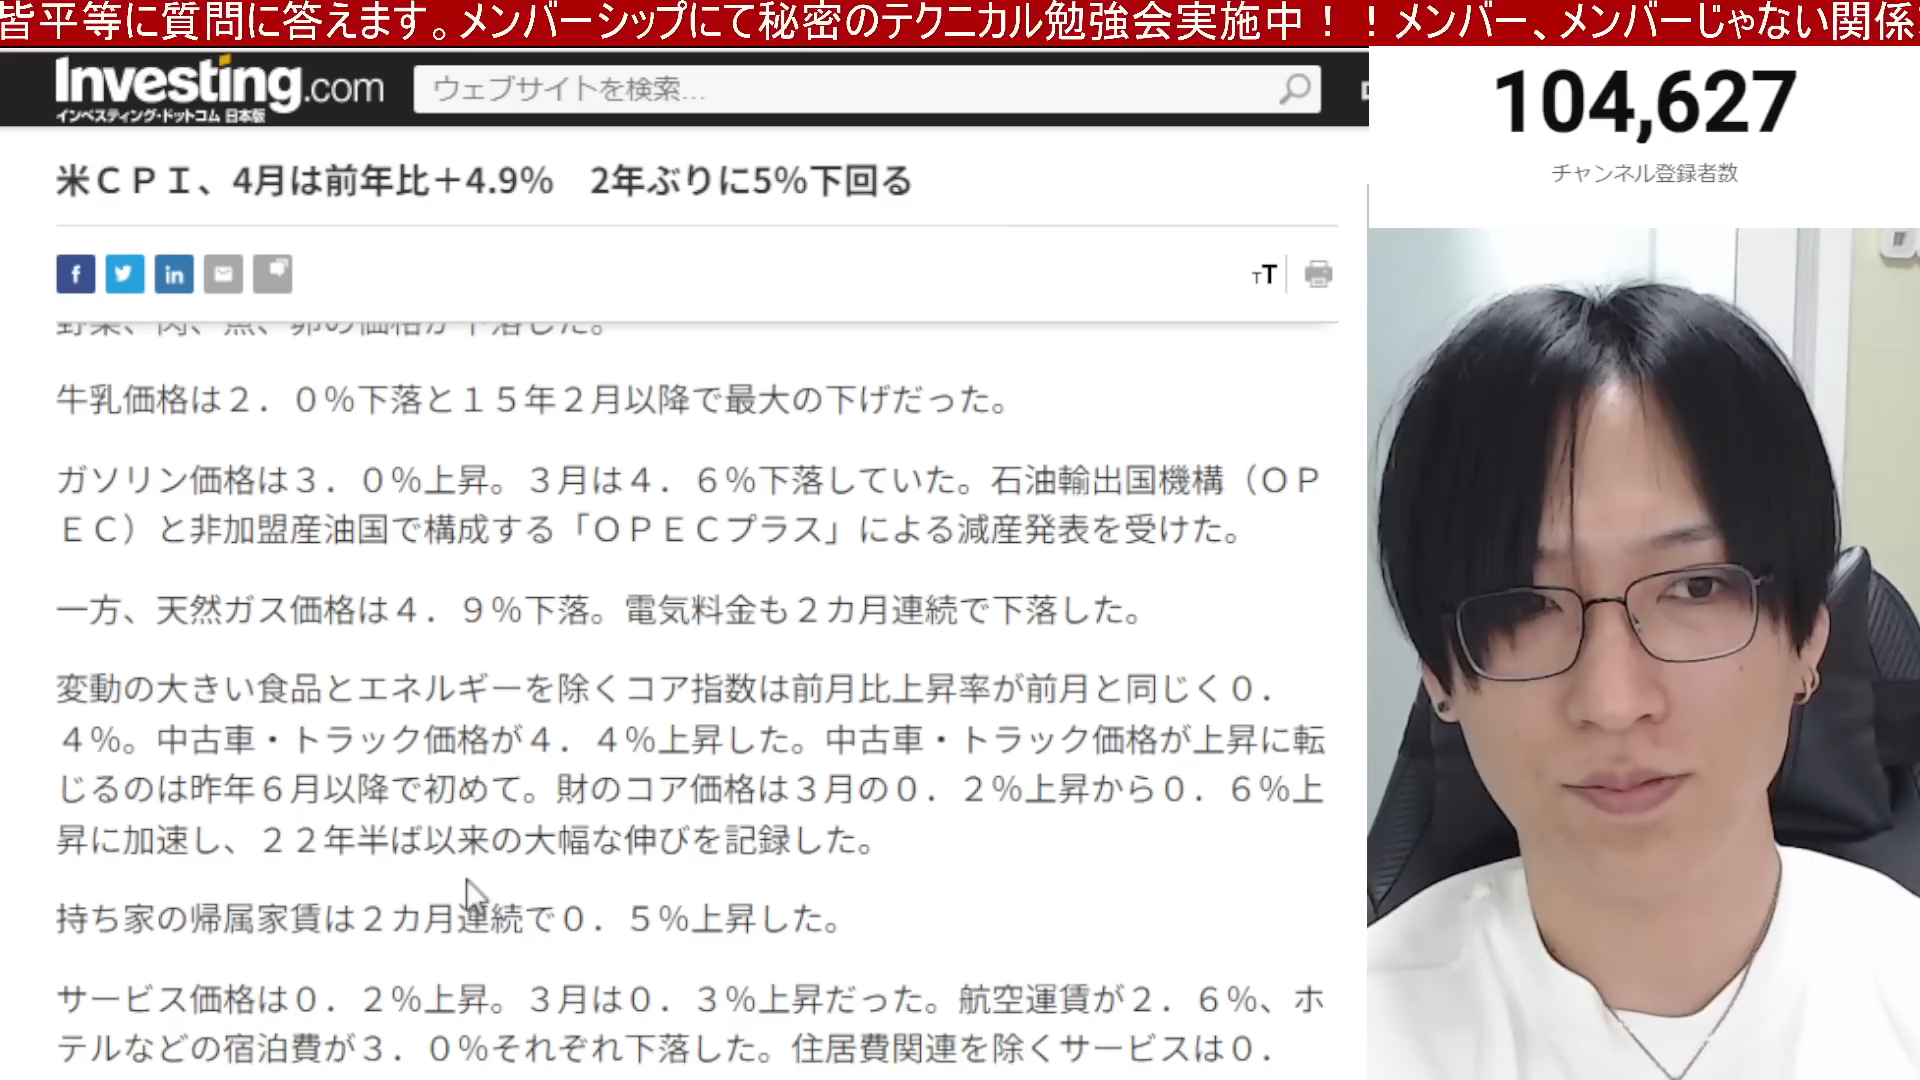 皆平等に質問に答えます。メンバーシップにて秘密のテクニカル勉強会実施中！！メンバー、メンバーじゃない関係
Investing.com
インベスティング・ドットコム 日本版
ウェブサイトを検索...
104,627
チャンネル登録者数
米ＣＰＩ、4月は前年比＋4.9%　2年ぶりに5%下回る
f
in
TT
野菜、肉、魚、卵の価格が下落した。
牛乳価格は２．０％下落と１５年２月以降で最大の下げだった。
ガソリン価格は３．０％上昇。３月は４．６％下落していた。石油輸出国機構（ＯＰ
ＥＣ）と非加盟産油国で構成する「ＯＰＥＣプラス」による減産発表を受けた。
一方、天然ガス価格は４．９％下落。電気料金も２カ月連続で下落した。
変動の大きい食品とエネルギーを除くコア指数は前月比上昇率が前月と同じく０．
４％。中古車・トラック価格が４．４％上昇した。中古車・トラック価格が上昇に転
じるのは昨年６月以降で初めて。財のコア価格は３月の０．２％上昇から０．６％上
昇に加速し、２２年半ば以来の大幅な伸びを記録した。
持ち家の帰属家賃は２カ月連続で０．５％上昇した。
サービス価格は０．２％上昇。３月は０．３％上昇だった。航空運賃が２．６％、ホ
テルなどの宿泊費が３．０％それぞれ下落した。住居費関連を除くサービスは０．